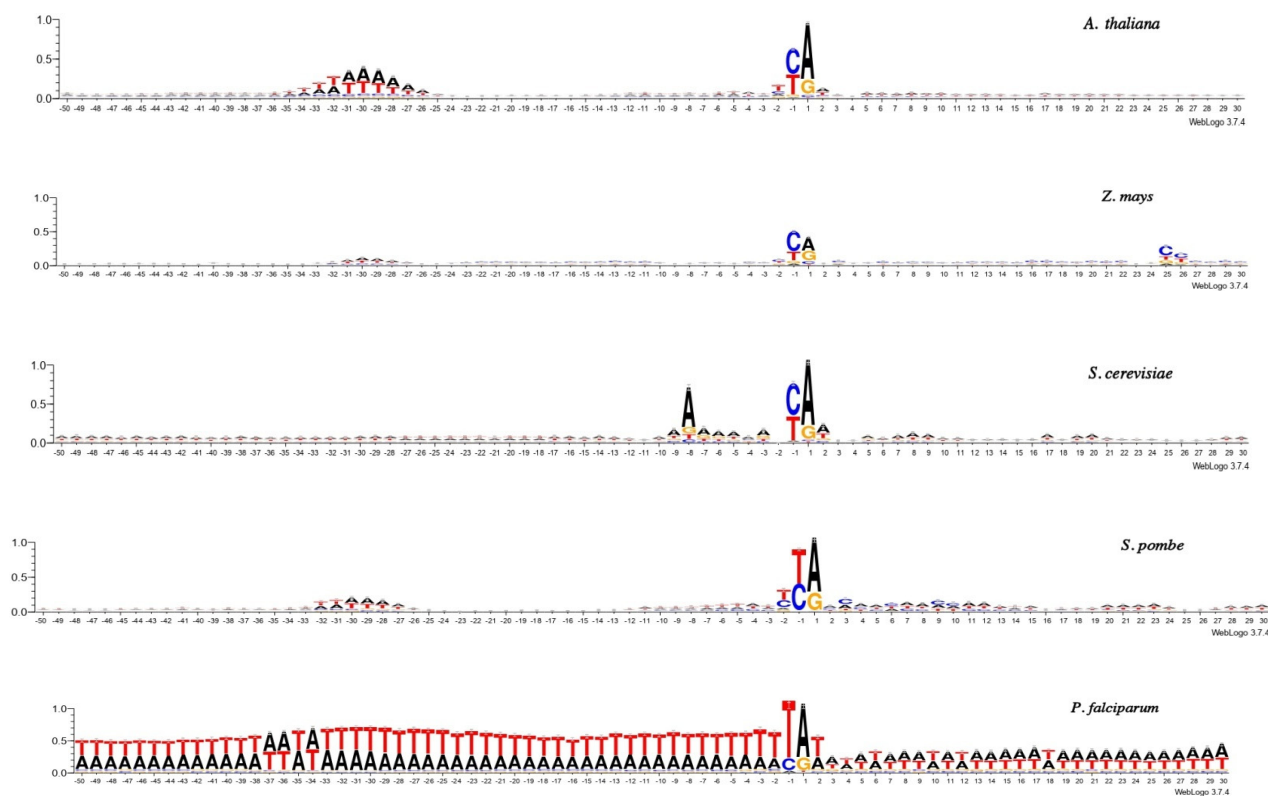 A. thaliana
1.0
0.5
0.0
-50 -49 -48 -47 -46 -45 -44 -43 -42 -41 -40 -39 -38 -37 -36 -35 -34 -33 -32 -31 -30 -29 -28 -27 -26 -25 -24 -23 -22 -21 -20 -19 -18 -17 -16 -15 -14 -13 -12 -11 -10 -9 -8 -7 -6 -5 -4 -3 -2 -1 1 2 3 4 5 6 7 8 9 10 11 12 13 14 15 16 17 18 19 20 21 22 23 24 25 26 27 28 29 30
WebLogo 3.7.4
Z. mays
1.0
0.5
0.0
-50 -49 -48 -47 -46 -45 -44 -43 -42 -41 -40 -39 -38 -37 -36 -35 -34 -33 -32 -31 -30 -29 -28 -27 -26 -25 -24 -23 -22 -21 -20 -19 -18 -17 -16 -15 -14 -13 -12 -11 -10 -9 -8 -7 -6 -5 -4 -3 -2 -1 1 2 3 4 5 6 7 8 9 10 11 12 13 14 15 16 17 18 19 20 21 22 23 24 25 26 27 28 29 30
WebLogo 3.7.4
S. cerevisiae
1.0
0.5
0.0
-50 -49 -48 -47 -46 -45 -44 -43 -42 -41 -40 -39 -38 -37 -36 -35 -34 -33 -32 -31 -30 -29 -28 -27 -26 -25 -24 -23 -22 -21 -20 -19 -18 -17 -16 -15 -14 -13 -12 -11 -10 -9 -8 -7 -6 -5 -4 -3 -2 -1 1 2 3 4 5 6 7 8 9 10 11 12 13 14 15 16 17 18 19 20 21 22 23 24 25 26 27 28 29 30
WebLogo 3.7.4
S. pombe
1.0
0.5
0.0
-50 -49 -48 -47 -46 -45 -44 -43 -42 -41 -40 -39 -38 -37 -36 -35 -34 -33 -32 -31 -30 -29 -28 -27 -26 -25 -24 -23 -22 -21 -20 -19 -18 -17 -16 -15 -14 -13 -12 -11 -10 -9 -8 -7 -6 -5 -4 -3 -2 -1 1 2 3 4 5 6 7 8 9 10 11 12 13 14 15 16 17 18 19 20 21 22 23 24 25 26 27 28 29 30
WebLogo 3.7.4
P. falciparum
1.0
0.5
0.0
-50 -49 -48 -47 -46 -45 -44 -43 -42 -41 -40 -39 -38 -37 -36 -35 -34 -33 -32 -31 -30 -29 -28 -27 -26 -25 -24 -23 -22 -21 -20 -19 -18 -17 -16 -15 -14 -13 -12 -11 -10 -9 -8 -7 -6 -5 -4 -3 -2 -1 1 2 3 4 5 6 7 8 9 10 11 12 13 14 15 16 17 18 19 20 21 22 23 24 25 26 27 28 29 30
WebLogo 3.7.4